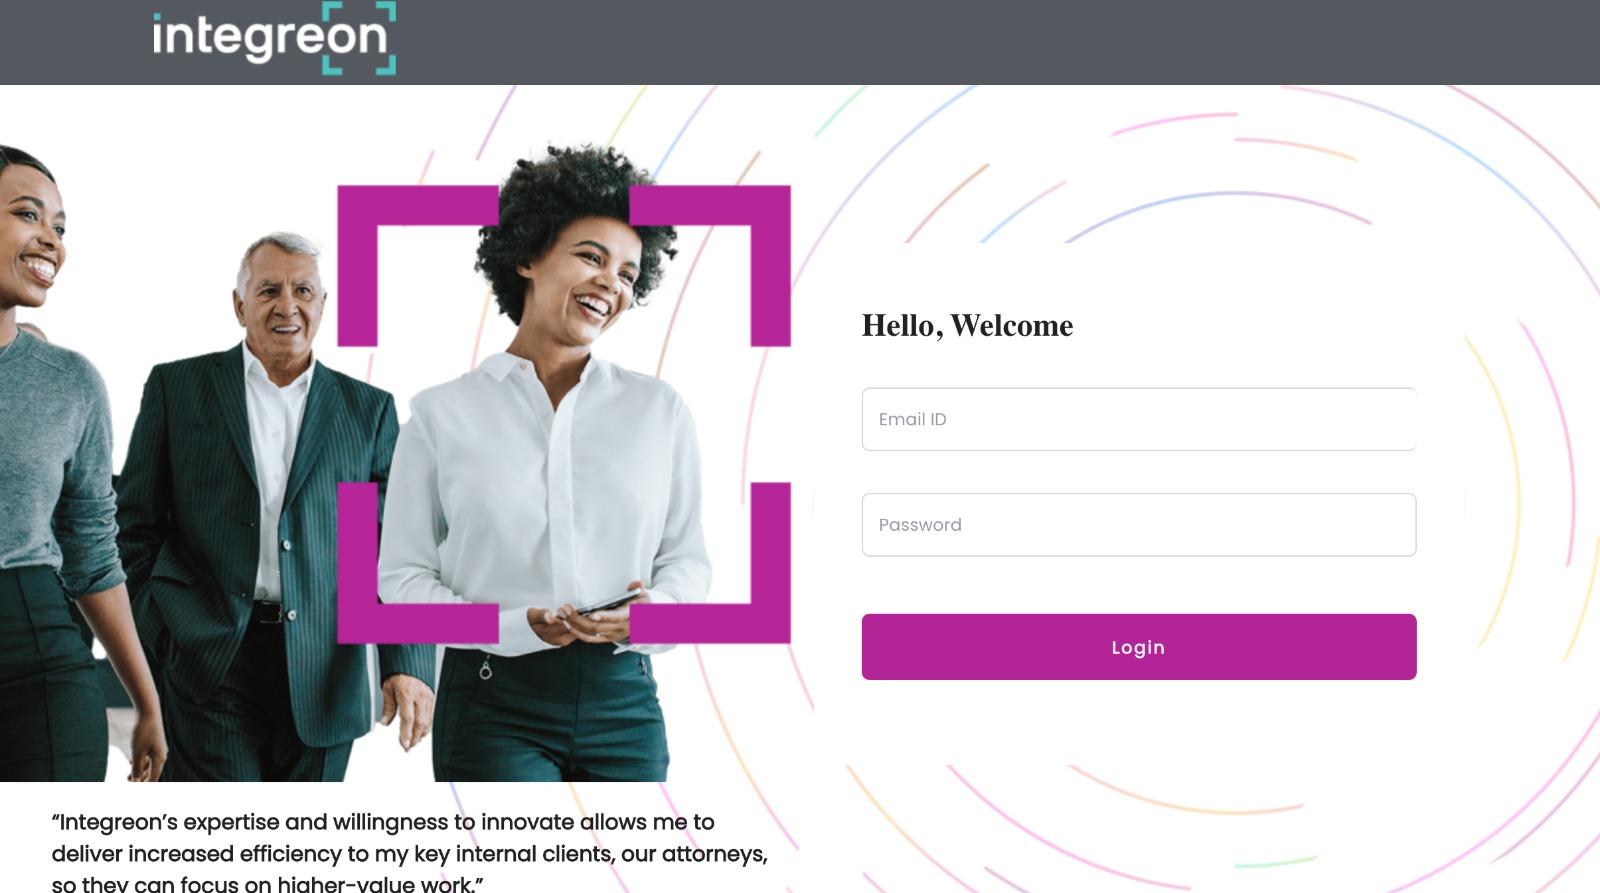 integreon
Hello, Welcome
Email ID
Password
Login
“Integreon’s expertise and willingness to innovate allows me to
deliver increased efficiency to my key internal clients, our attorneys,
so they can focus on higher-value work.”